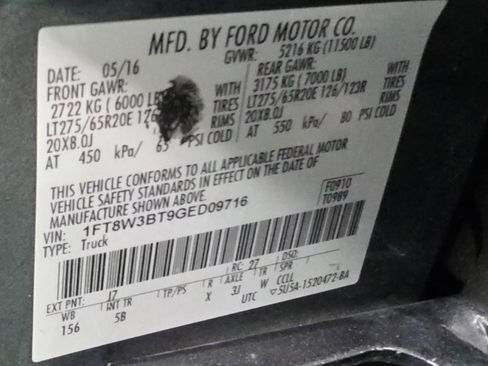 MFD. BY FORD MOTOR CO.
DATE: 05/16 GVWR: 5216 KG (11500 LB)
FRONT GAWR: REAR GAWR:
2722 KG ( 6000 LB WITH 3175 KG ( 7000 LB) WITH
LT275/65R20E 126 TIRES LT275/65R20E 126/123R TIRES
20X8.0J RIMS 20X8.0J RIMS
AT 450 kPa/ 65 PSI COLD AT 550 kPa/ 80 PSI COLD
THIS VEHICLE CONFORMS TO ALL APPLICABLE FEDERAL MOTOR
VEHICLE SAFETY STANDARDS IN EFFECT ON THE DATE OF
MANUFACTURE SHOWN ABOVE.
VIN: 1FT8W3BT9GED09716 F0910
TYPE: Truck T0989
EXT PNT: J7 RC: 27 DSO:
WB INT TR TP/PS R AXLE TR SPR
156 5B X 3J W CCLL
UTC 5U5A-1520472-BA